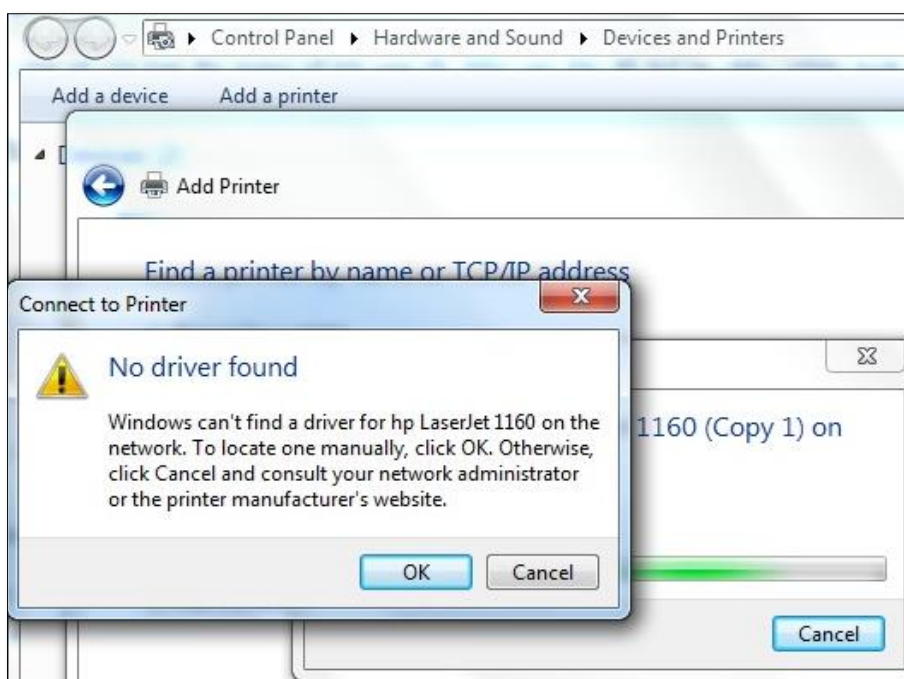 Control Panel Hardware and Sound Devices and Printers
Add a device Add a printer
Add Printer
Find a printer by name or TCP/IP address
Connect to Printer
No driver found
Windows can't find a driver for hp LaserJet 1160 on the
network. To locate one manually, click OK. Otherwise,
click Cancel and consult your network administrator
or the printer manufacturer's website.
OK Cancel
1160 (Copy 1) on
Cancel